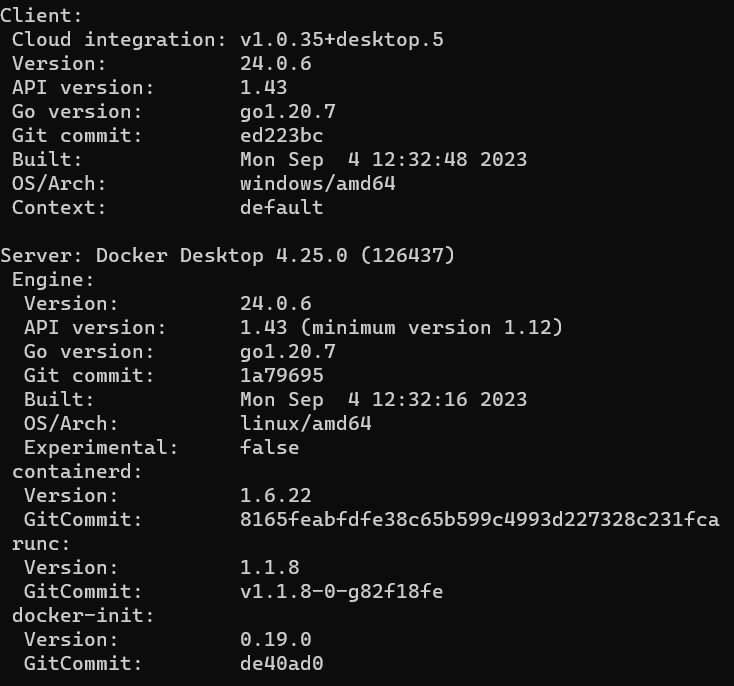 Client:
 Cloud integration: v1.0.35+desktop.5
 Version:           24.0.6
 API version:       1.43
 Go version:        go1.20.7
 Git commit:        ed223bc
 Built:             Mon Sep  4 12:32:48 2023
 OS/Arch:           windows/amd64
 Context:           default

Server: Docker Desktop 4.25.0 (126437)
 Engine:
  Version:          24.0.6
  API version:      1.43 (minimum version 1.12)
  Go version:       go1.20.7
  Git commit:       1a79695
  Built:            Mon Sep  4 12:32:16 2023
  OS/Arch:          linux/amd64
  Experimental:     false
 containerd:
  Version:          1.6.22
  GitCommit:        8165feabfdfe38c65b599c4993d227328c231fca
 runc:
  Version:          1.1.8
  GitCommit:        v1.1.8-0-g82f18fe
 docker-init:
  Version:          0.19.0
  GitCommit:        de40ad0